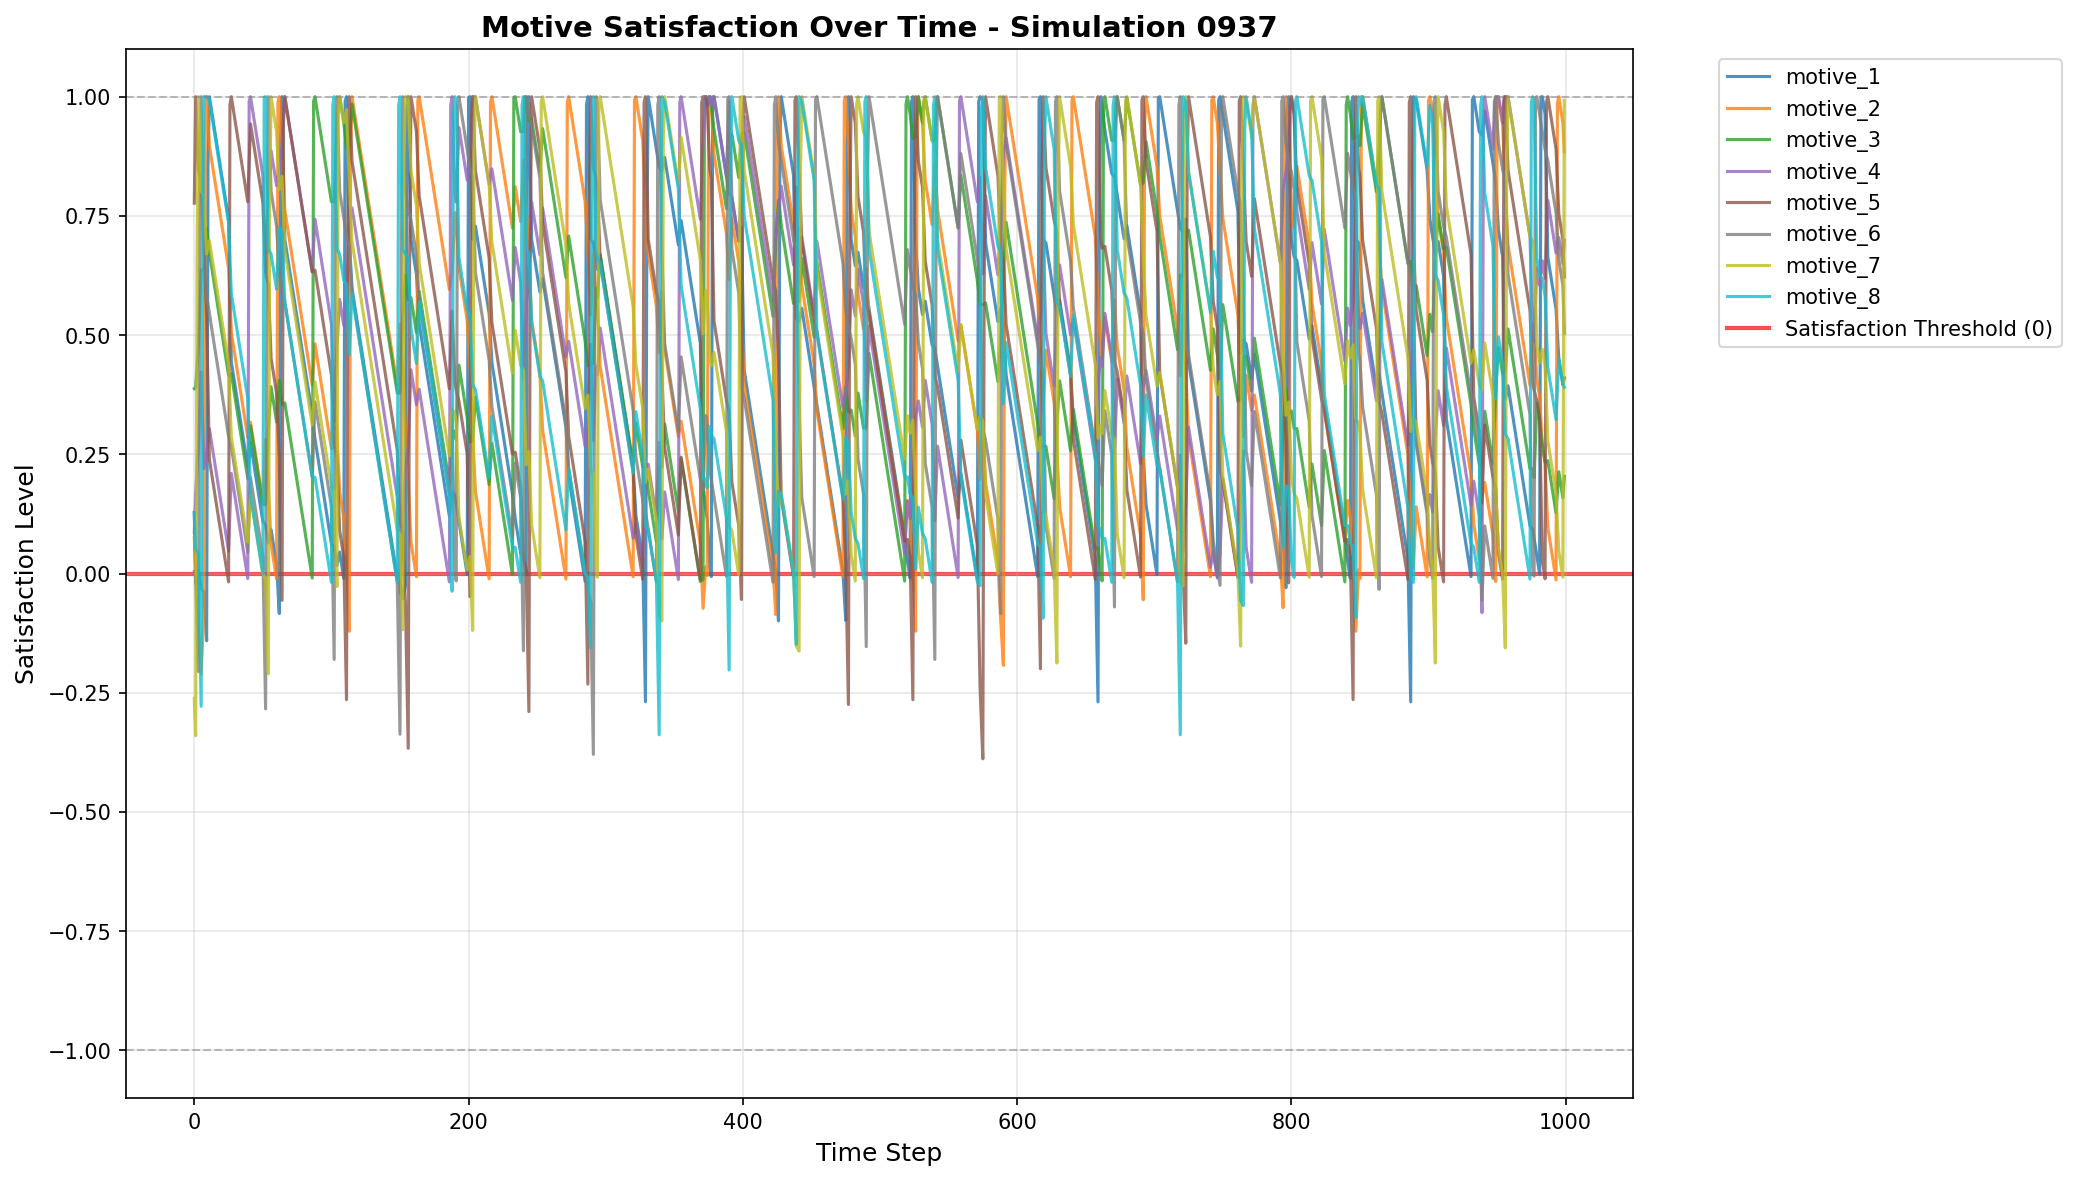 Motive Satisfaction Over Time - Simulation 0937
motive_1
motive_2
motive_3
motive_4
motive_5
motive_6
motive_7
motive_8
Satisfaction Threshold (0)
Satisfaction Level
1.00
0.75
0.50
0.25
0.00
−0.25
−0.50
−0.75
−1.00
0 200 400 600 800 1000
Time Step